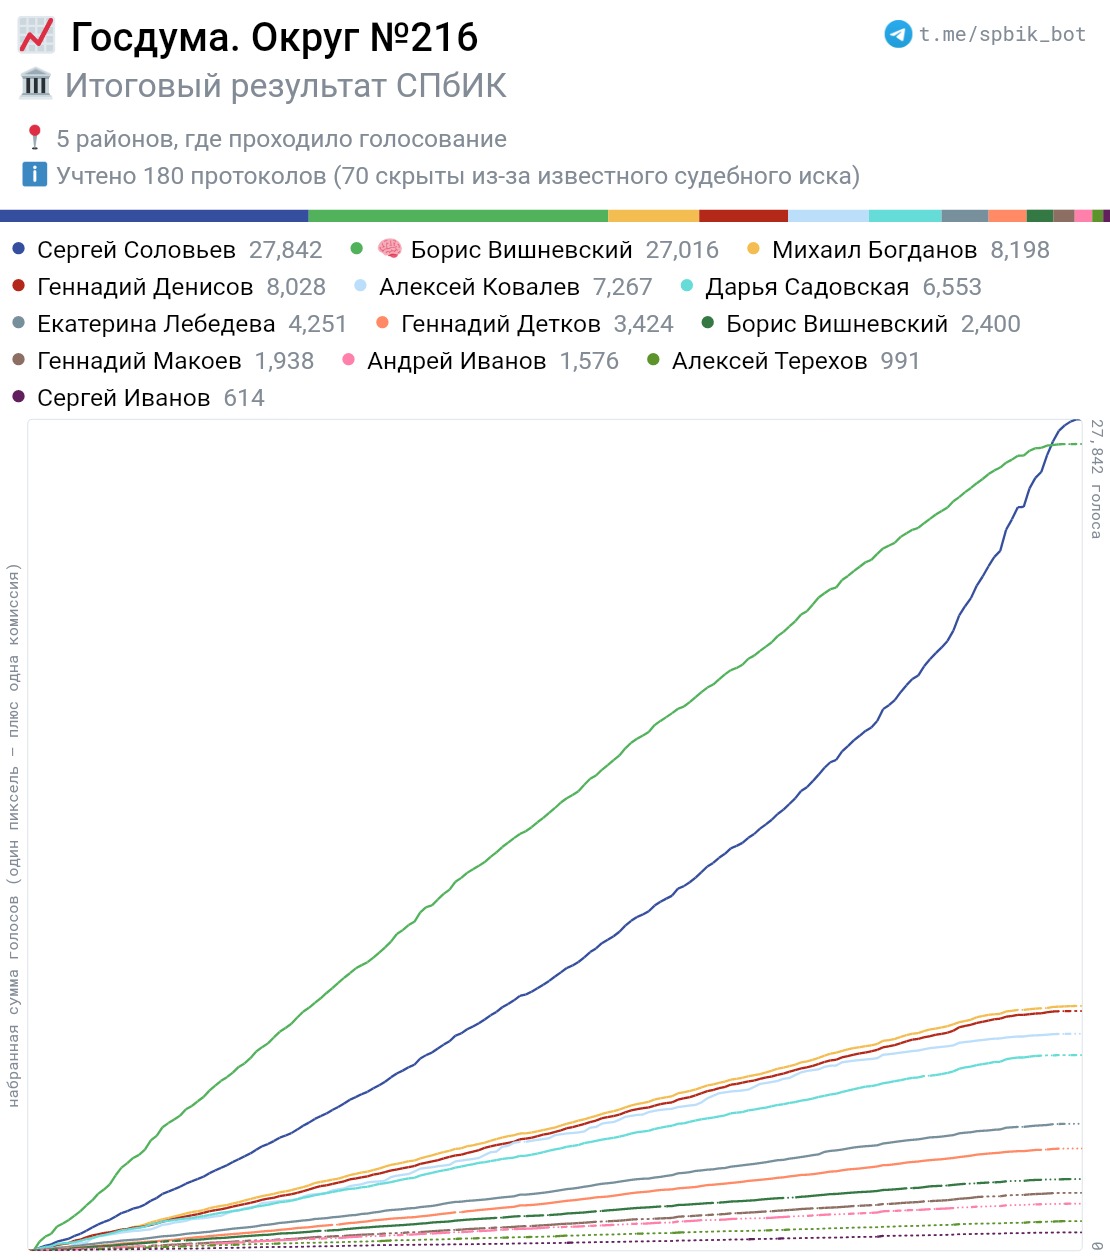 Госдума. Округ №216
t.me/spbik_bot
Итоговый результат СПбИК
5 районов, где проходило голосование
Учтено 180 протоколов (70 скрыты из-за известного судебного иска)
Сергей Соловьев 27,842 Борис Вишневский 27,016 Михаил Богданов 8,198
Геннадий Денисов 8,028 Алексей Ковалев 7,267 Дарья Садовская 6,553
Екатерина Лебедева 4,251 Геннадий Детков 3,424 Борис Вишневский 2,400
Геннадий Макоев 1,938 Андрей Иванов 1,576 Алексей Терехов 991
Сергей Иванов 614
набранная сумма голосов (один пиксель — плюс одна комиссия)
27,842 голоса
0